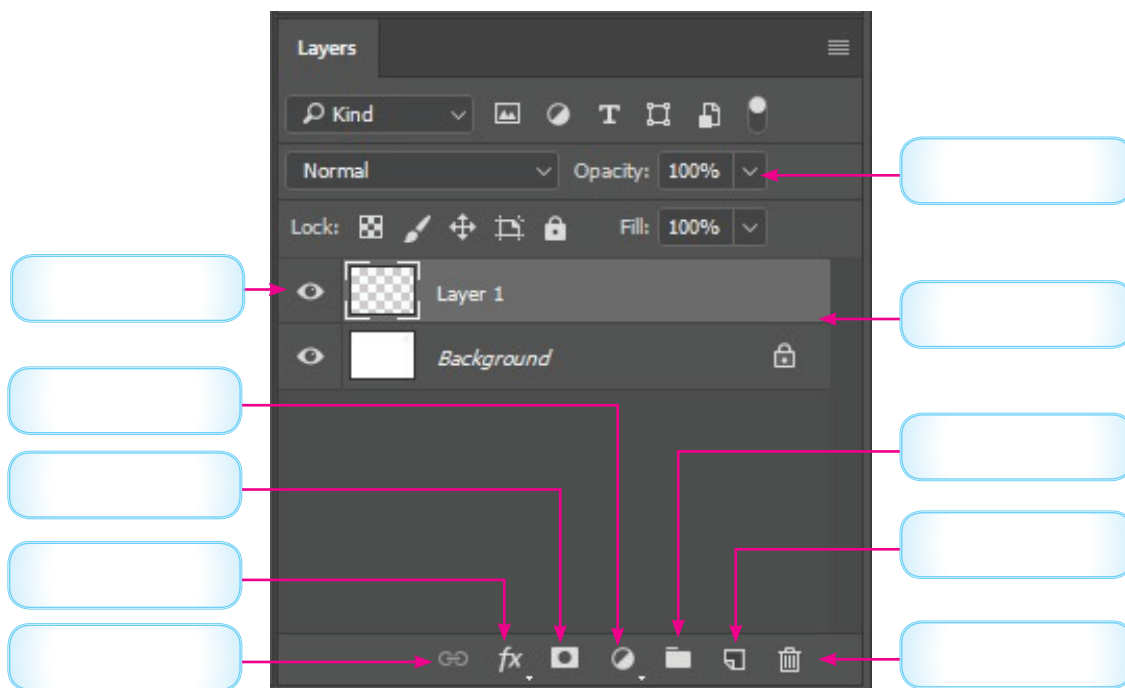 Layers
Kind
T
Normal Opacity: 100%
Lock: Fill: 100%
Layer 1
Background
fx